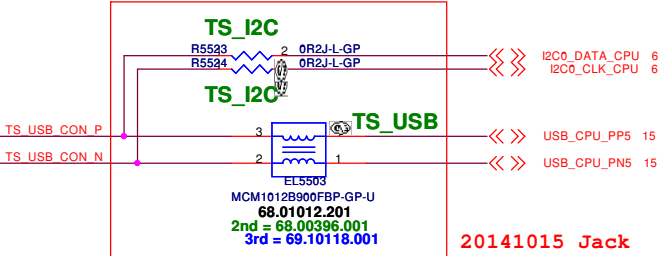 TS_I2C
R5523 2 0R2J-L-GP I2C0_DATA_CPU 6
R5524 0R2J-L-GP I2C0_CLK_CPU 6
TS_I2C
TS_USB
TS_USB_CON_P 3 USB_CPU_PP5 15
TS_USB_CON_N 2 1 USB_CPU_PN5 15
EL5503
MCM1012B900FBP-GP-U
68.01012.201
2nd = 68.00396.001
3rd = 69.10118.001
20141015 Jack